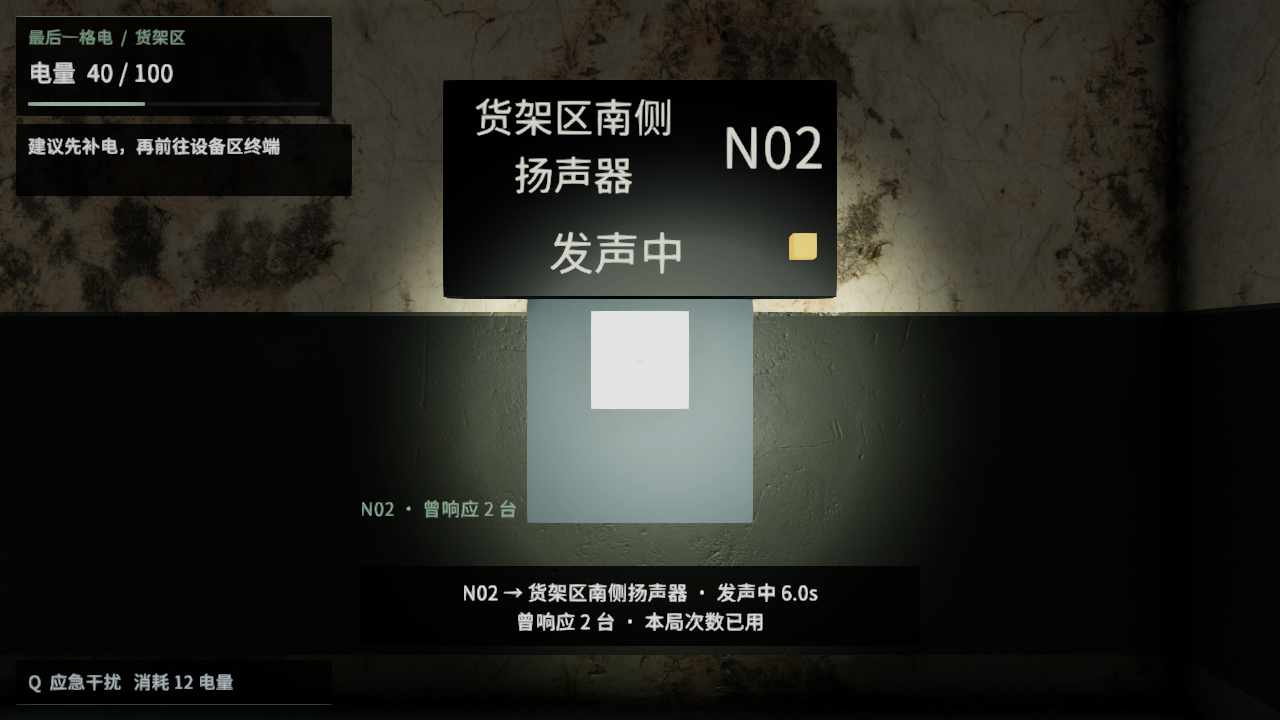 最后一格电 / 货架区
电量 40 / 100
建议先补电，再前往设备区终端
货架区南侧
扬声器
N02
发声中
N02 · 曾响应 2 台
N02 → 货架区南侧扬声器 · 发声中 6.0s
曾响应 2 台 · 本局次数已用
Q 应急干扰 消耗 12 电量